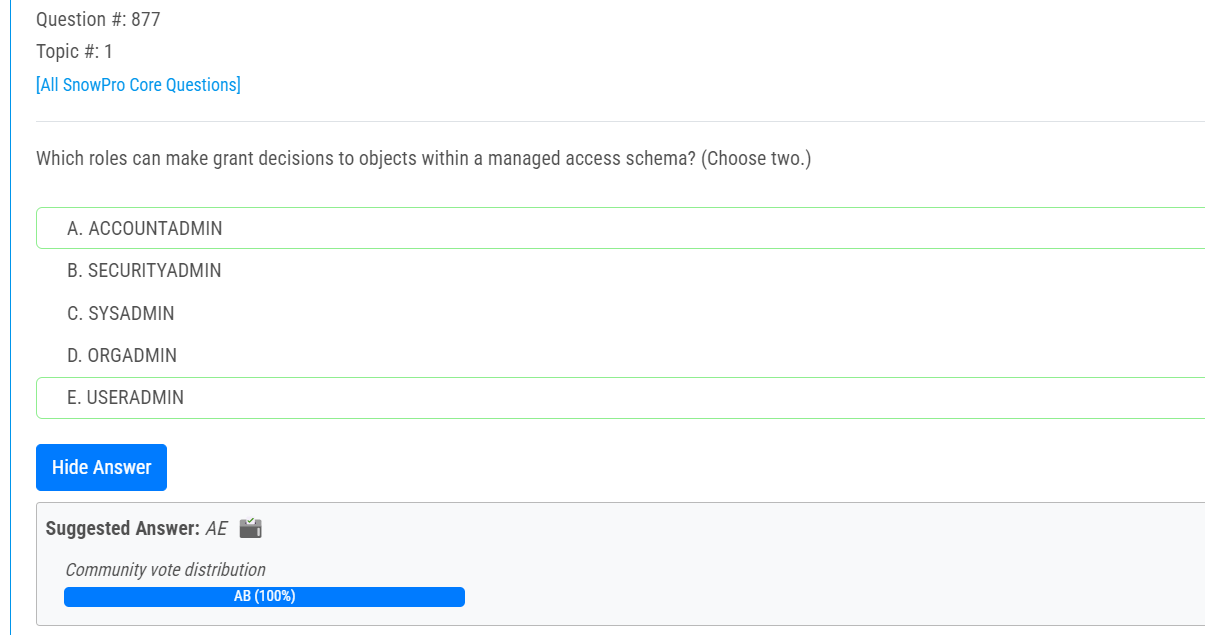 Question #: 877
Topic #: 1
[All SnowPro Core Questions]
Which roles can make grant decisions to objects within a managed access schema? (Choose two.)
A. ACCOUNTADMIN
B. SECURITYADMIN
C. SYSADMIN
D. ORGADMIN
E. USERADMIN
Hide Answer
Suggested Answer: AE
Community vote distribution
AB (100%)